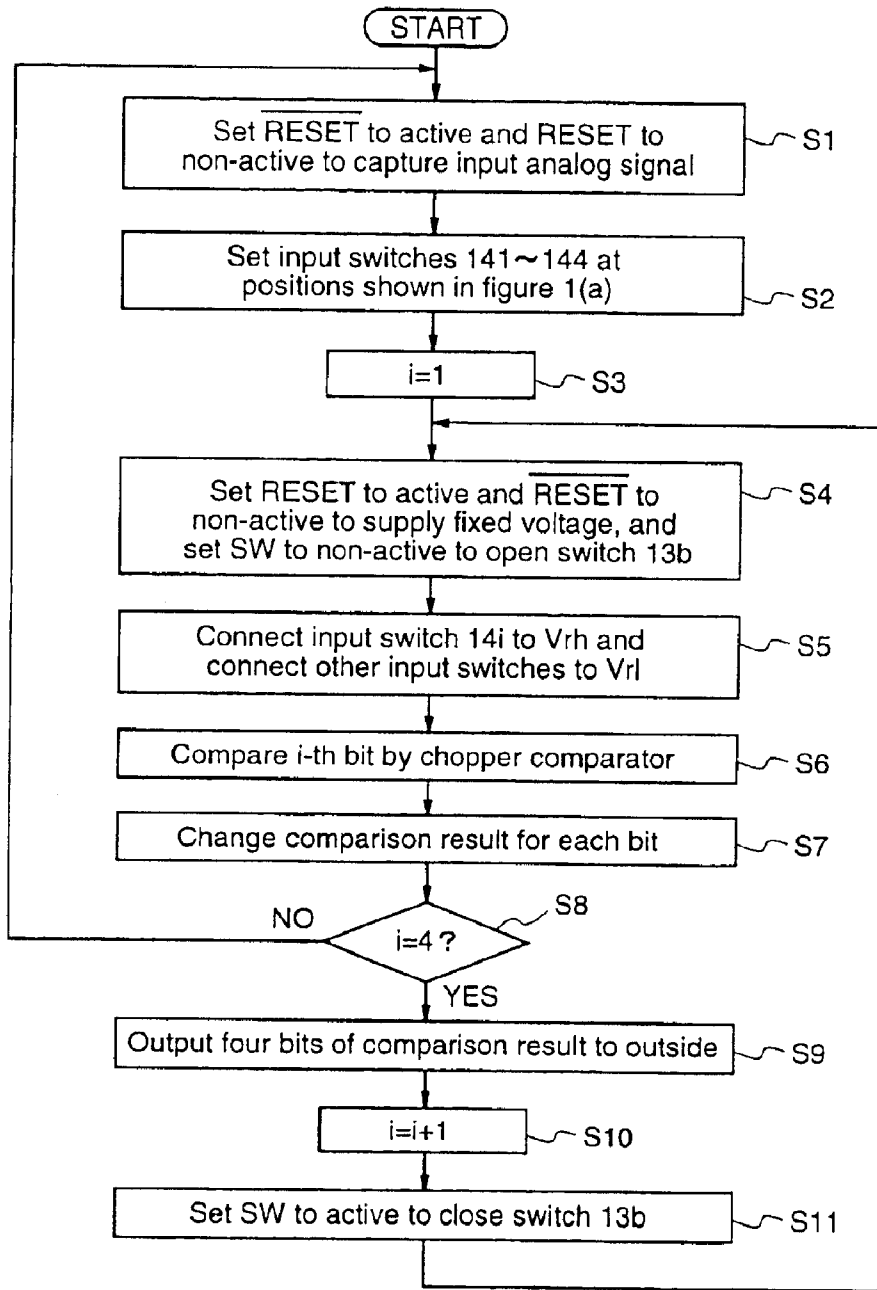 START
Set R̅E̅S̅E̅T̅ to active and RESET to
non-active to capture input analog signal
S1
Set input switches 141~144 at
positions shown in figure 1(a)
S2
i=1
S3
Set RESET to active and R̅E̅S̅E̅T̅ to
non-active to supply fixed voltage, and
set SW to non-active to open switch 13b
S4
Connect input switch 14i to Vrh and
connect other input switches to Vrl
S5
Compare i-th bit by chopper comparator
S6
Change comparison result for each bit
S7
S8
NO
i=4?
YES
Output four bits of comparison result to outside
S9
i=i+1
S10
Set SW to active to close switch 13b
S11